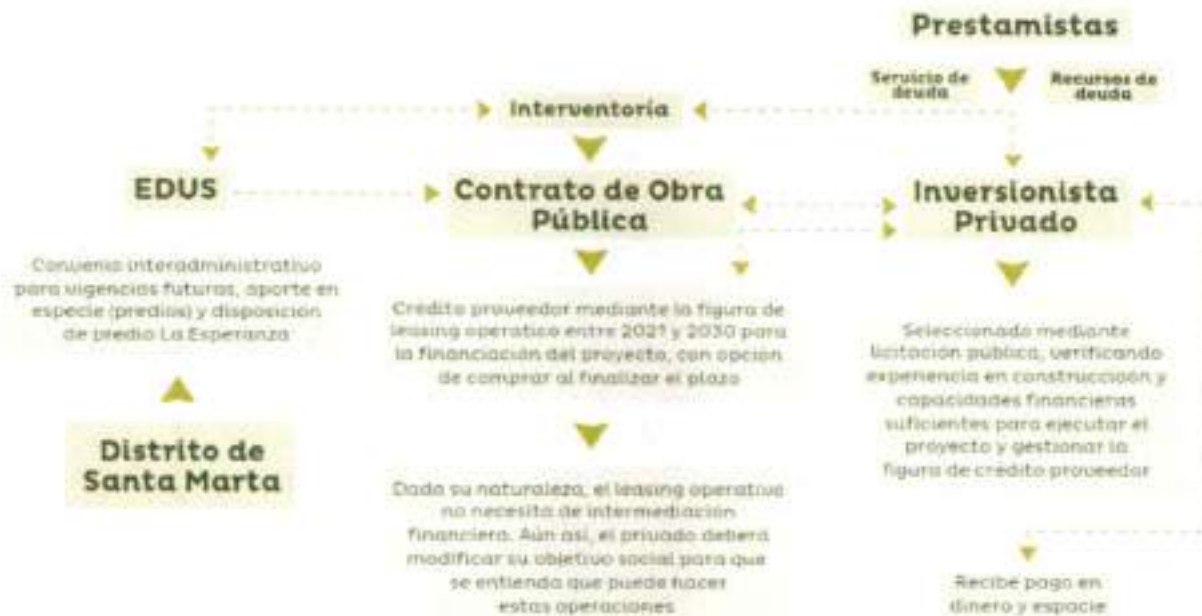 Prestamistas
Servicio de
deuda
Recursos de
deuda
Interventoría
EDUS
Contrato de Obra
Pública
Inversionista
Privado
Convenio interadministrativo
para vigencias futuras, aporte en
especie (predios) y disposición
de predio La Esperanza
Crédito proveedor mediante la figura de
leasing operatico entre 2021 y 2030 para
la financiación del proyecto, con opción
de comprar al finalizar el plazo
Seleccionado mediante
licitación pública, verificando
experiencia en construcción y
capacidades financieras
suficientes para ejecutar el
proyecto y gestionar la
figura de crédito proveedor
Distrito de
Santa Marta
Dada su naturaleza, el leasing operativo
no necesita de intermediación
financiera. Aún así, el privado deberá
modificar su objetivo social para que
se entienda que puede hacer
estas operaciones
Recibe pago en
dinero y espacie